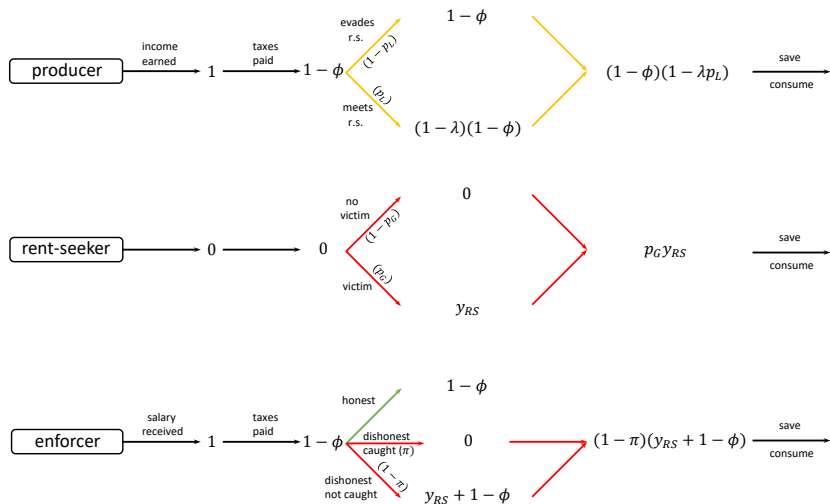 evades
r.s.
1 − ϕ
(1 − p_L)
income
earned
taxes
paid
save
producer
1
1 − ϕ
(1 − ϕ)(1 − λp_L)
consume
(p_L)
meets
r.s.
(1 − λ)(1 − ϕ)
no
victim
0
(1 − p_G)
save
rent-seeker
0
0
p_G y_RS
consume
(p_G)
victim
y_RS
1 − ϕ
honest
salary
received
taxes
paid
save
enforcer
1
1 − ϕ
dishonest
caught (π)
0
(1 − π)(y_RS + 1 − ϕ)
consume
(1 − π)
dishonest
not caught
y_RS + 1 − ϕ